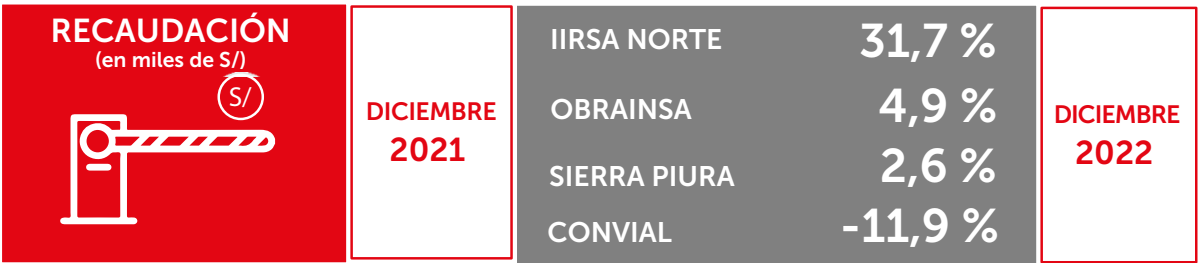 RECAUDACIÓN
(en miles de S/)
S/
DICIEMBRE
2021
IIRSA NORTE 31,7 %
OBRAINSA 4,9 %
SIERRA PIURA 2,6 %
CONVIAL -11,9 %
DICIEMBRE
2022